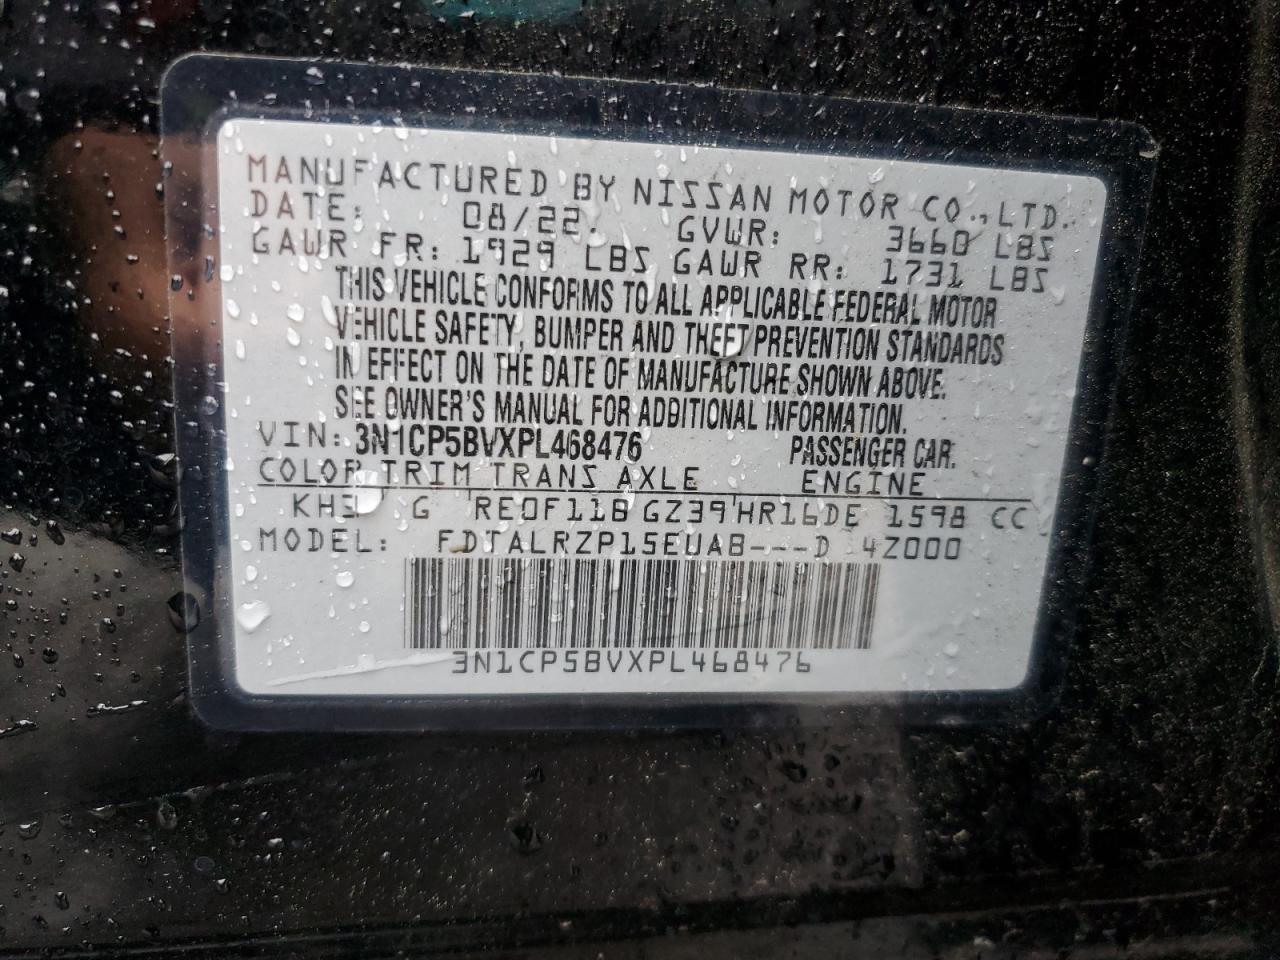 MANUFACTURED BY NISSAN MOTOR CO., LTD.
DATE: 08/22. GVWR: 3660 LBS
GAWR FR: 1929 LBS GAWR RR: 1731 LBS
THIS VEHICLE CONFORMS TO ALL APPLICABLE FEDERAL MOTOR
VEHICLE SAFETY, BUMPER AND THEFT PREVENTION STANDARDS
IN EFFECT ON THE DATE OF MANUFACTURE SHOWN ABOVE.
SEE OWNER'S MANUAL FOR ADDITIONAL INFORMATION.
VIN: 3N1CP5BVXPL468476 PASSENGER CAR.
COLOR TRIM TRANS AXLE ENGINE
KH3 G RE0F11B GZ39 HR16DE 1598 CC
MODEL: FDTALRZP15EUAB---D 4Z000
3N1CP5BVXPL468476